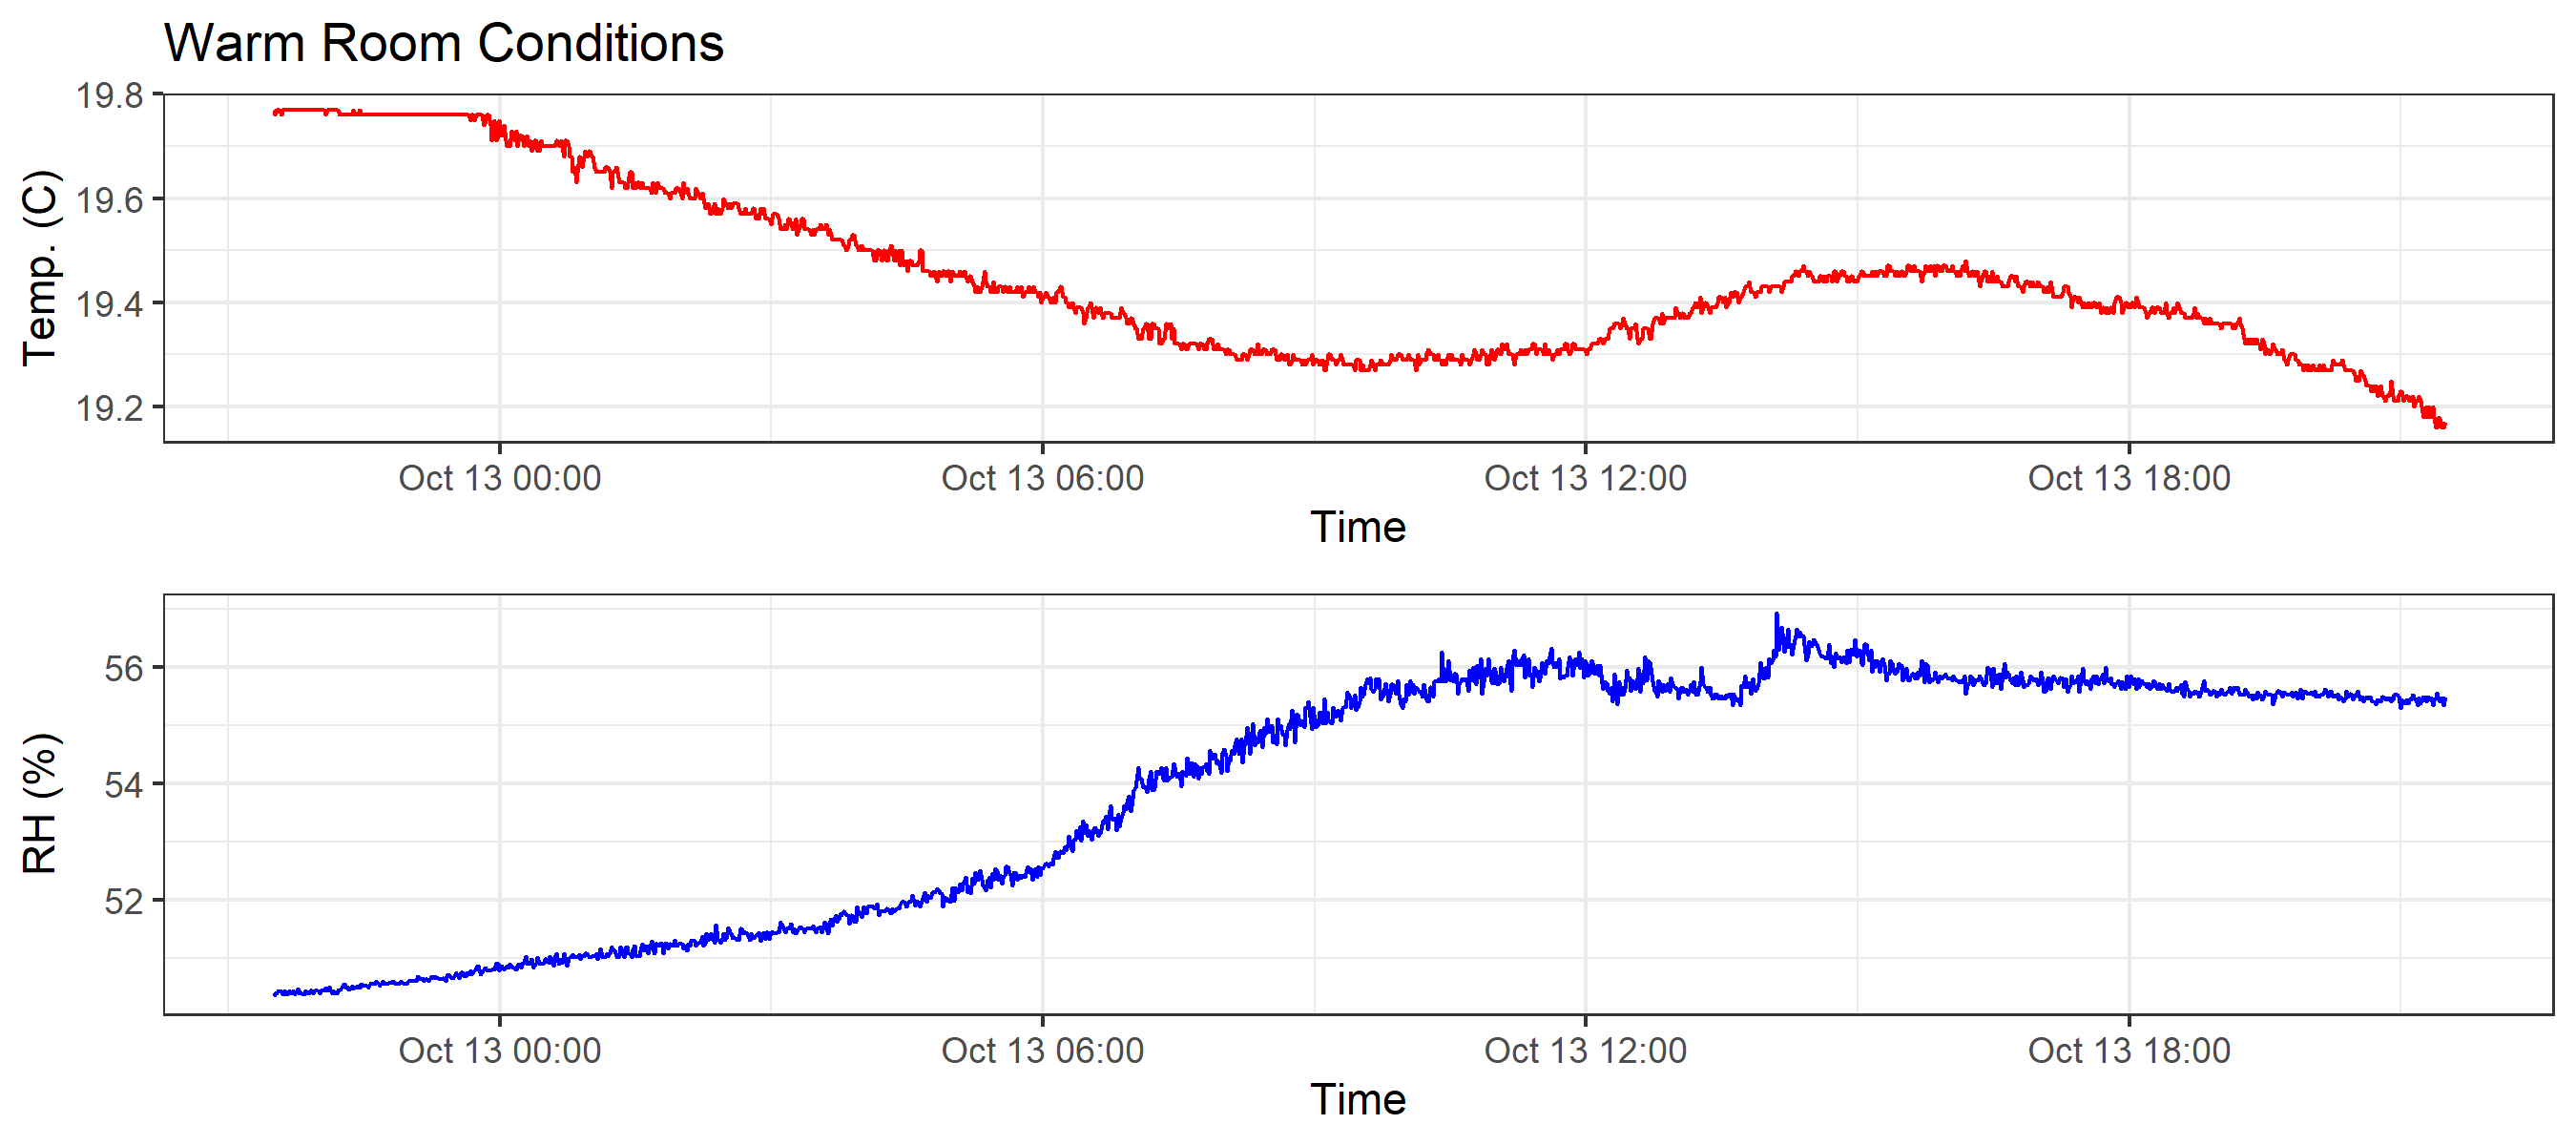 Warm Room Conditions
19.8
19.6
19.4
19.2
Temp. (C)
Oct 13 00:00 Oct 13 06:00 Oct 13 12:00 Oct 13 18:00
Time
56
54
52
RH (%)
Oct 13 00:00 Oct 13 06:00 Oct 13 12:00 Oct 13 18:00
Time